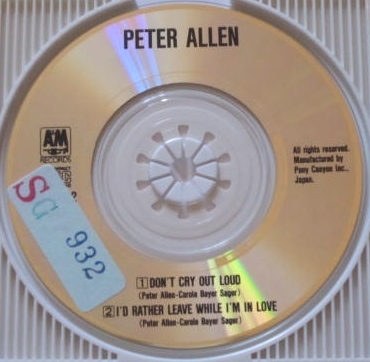 PETER ALLEN
A&M
RECORDS
All rights reserved.
Manufactured by
Pony Canyon Inc.,
Japan.
SG 932
1 DON'T CRY OUT LOUD
(Peter Allen-Carole Bayer Sager)
2 I'D RATHER LEAVE WHILE I'M IN LOVE
(Peter Allen-Carole Bayer Sager)